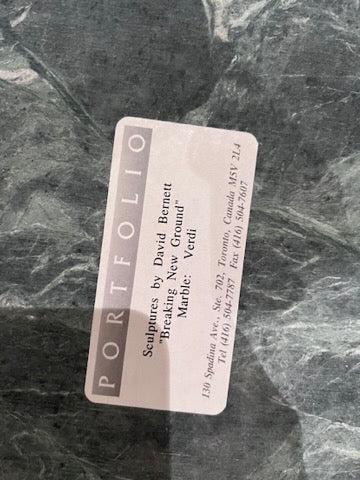 PORTFOLIO
Sculptures by David Bernett
"Breaking New Ground"
Marble: Verdi
130 Spadina Ave., Ste. 702, Toronto, Canada M5V 2L4
Tel (416) 504-7787 Fax (416) 504-7607